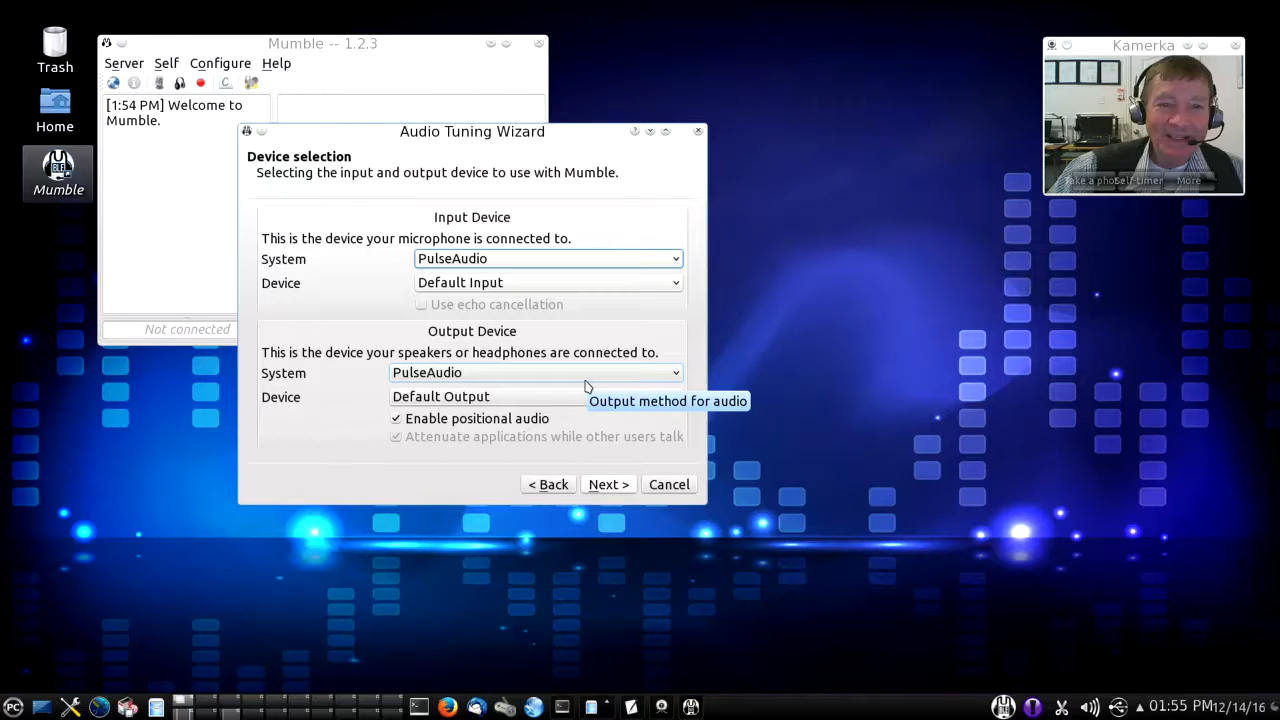 Trash
Home
Mumble
Mumble -- 1.2.3
Server Self Configure Help
[1:54 PM] Welcome to
Mumble.
Not connected
Audio Tuning Wizard
Device selection
Selecting the input and output device to use with Mumble.
Input Device
This is the device your microphone is connected to.
System PulseAudio
Device Default Input
Use echo cancellation
Output Device
This is the device your speakers or headphones are connected to.
System PulseAudio
Device Default Output
Output method for audio
Enable positional audio
Attenuate applications while other users talk
< Back Next > Cancel
Kamerka
Take a pho Self-timer More
PC
01:55 PM 12/14/16